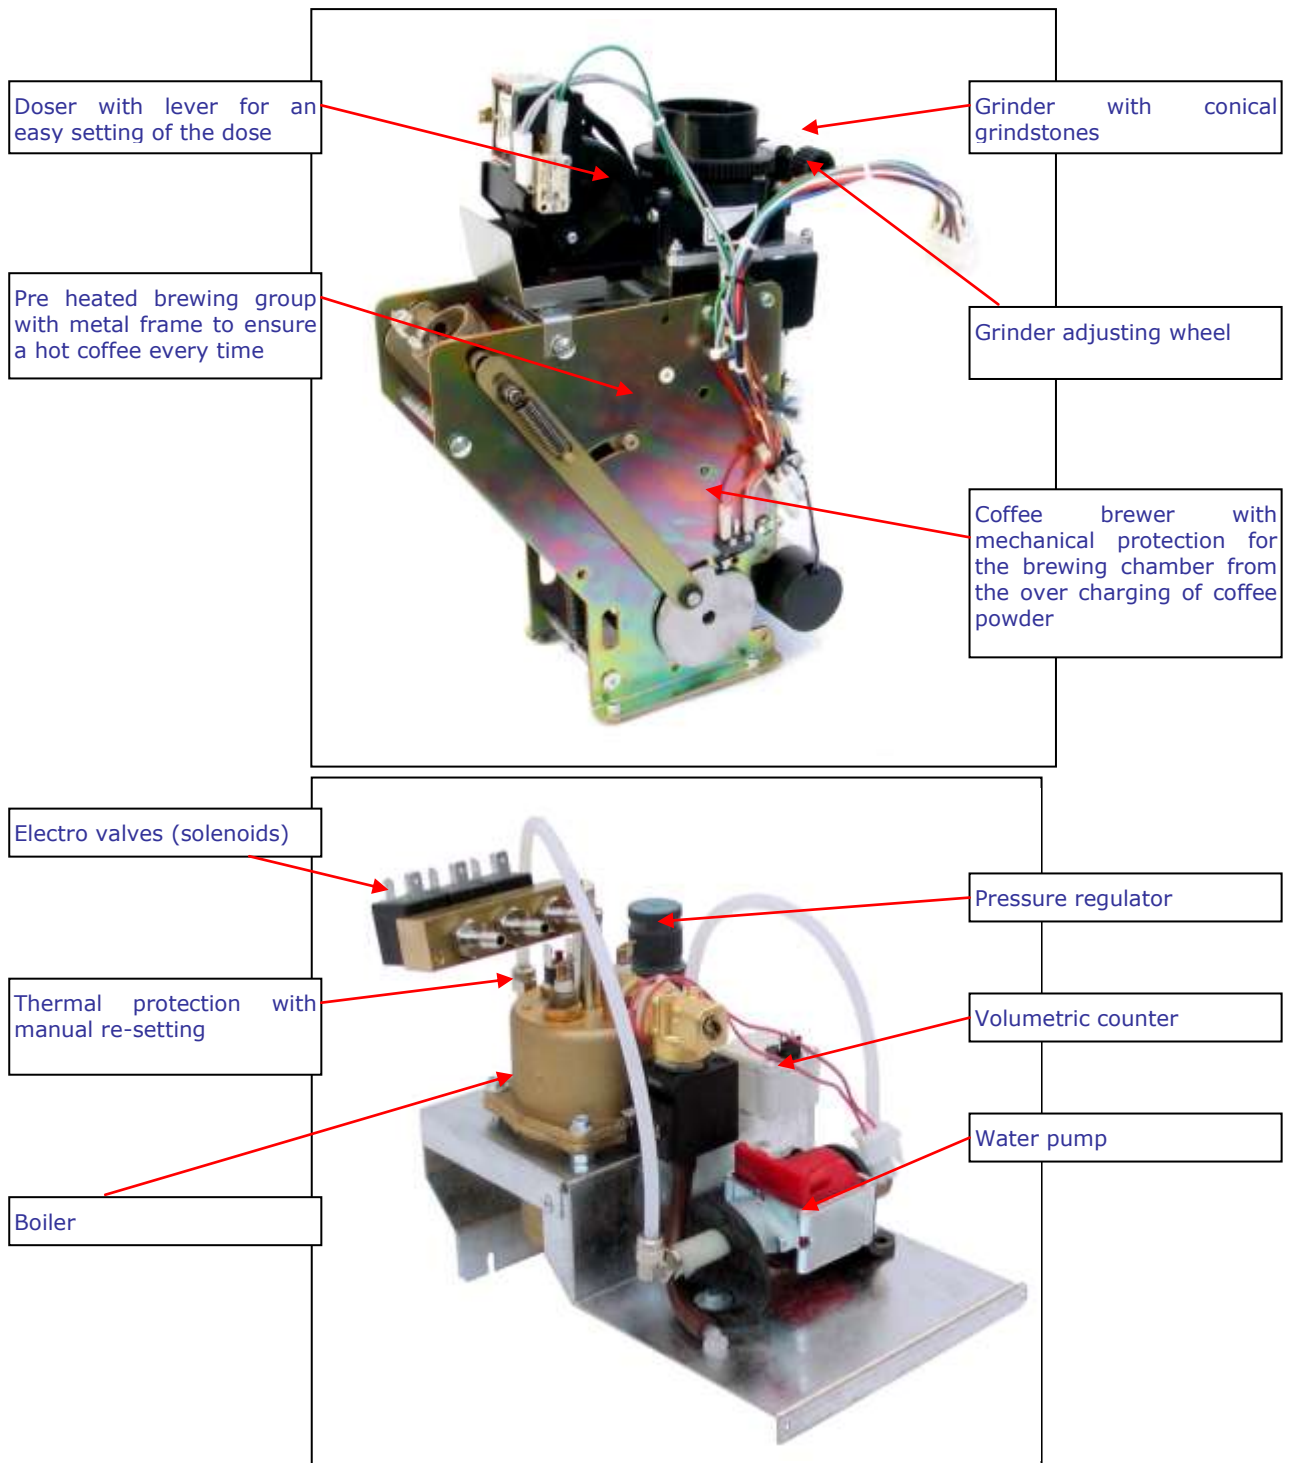 Doser with lever for an
easy setting of the dose
Grinder with conical
grindstones
Pre heated brewing group
with metal frame to ensure
a hot coffee every time
Grinder adjusting wheel
Coffee brewer with
mechanical protection for
the brewing chamber from
the over charging of coffee
powder
Electro valves (solenoids)
Pressure regulator
Thermal protection with
manual re-setting
Volumetric counter
Water pump
Boiler